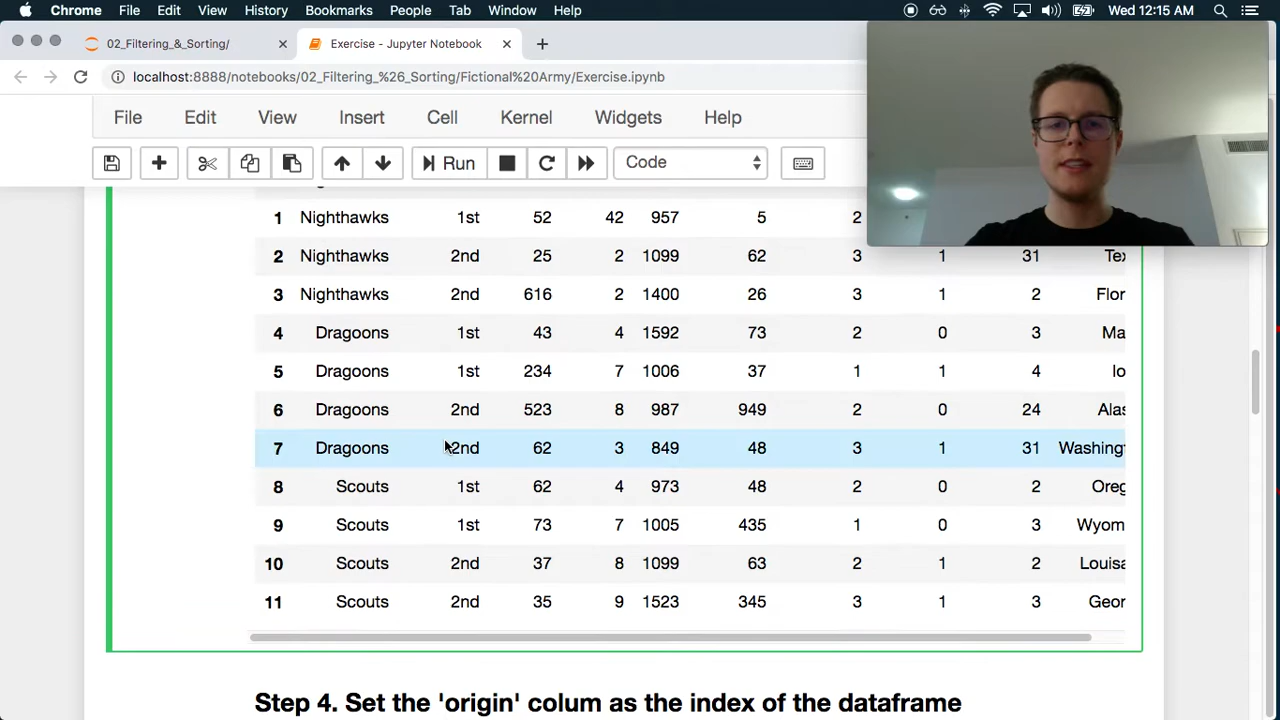 Chrome File Edit View History Bookmarks People Tab Window Help Wed 12:15 AM
02_Filtering_&_Sorting/ Exercise - Jupyter Notebook
localhost:8888/notebooks/02_Filtering_%26_Sorting/Fictional%20Army/Exercise.ipynb
File Edit View Insert Cell Kernel Widgets Help
Run Code
1 Nighthawks 1st 52 42 957 5 2
2 Nighthawks 2nd 25 2 1099 62 3 1 31 Tex
3 Nighthawks 2nd 616 2 1400 26 3 1 2 Flor
4 Dragoons 1st 43 4 1592 73 2 0 3 Ma
5 Dragoons 1st 234 7 1006 37 1 1 4 Io
6 Dragoons 2nd 523 8 987 949 2 0 24 Alas
7 Dragoons 2nd 62 3 849 48 3 1 31 Washingt
8 Scouts 1st 62 4 973 48 2 0 2 Oreg
9 Scouts 1st 73 7 1005 435 1 0 3 Wyom
10 Scouts 2nd 37 8 1099 63 2 1 2 Louisa
11 Scouts 2nd 35 9 1523 345 3 1 3 Geor
Step 4. Set the 'origin' colum as the index of the dataframe